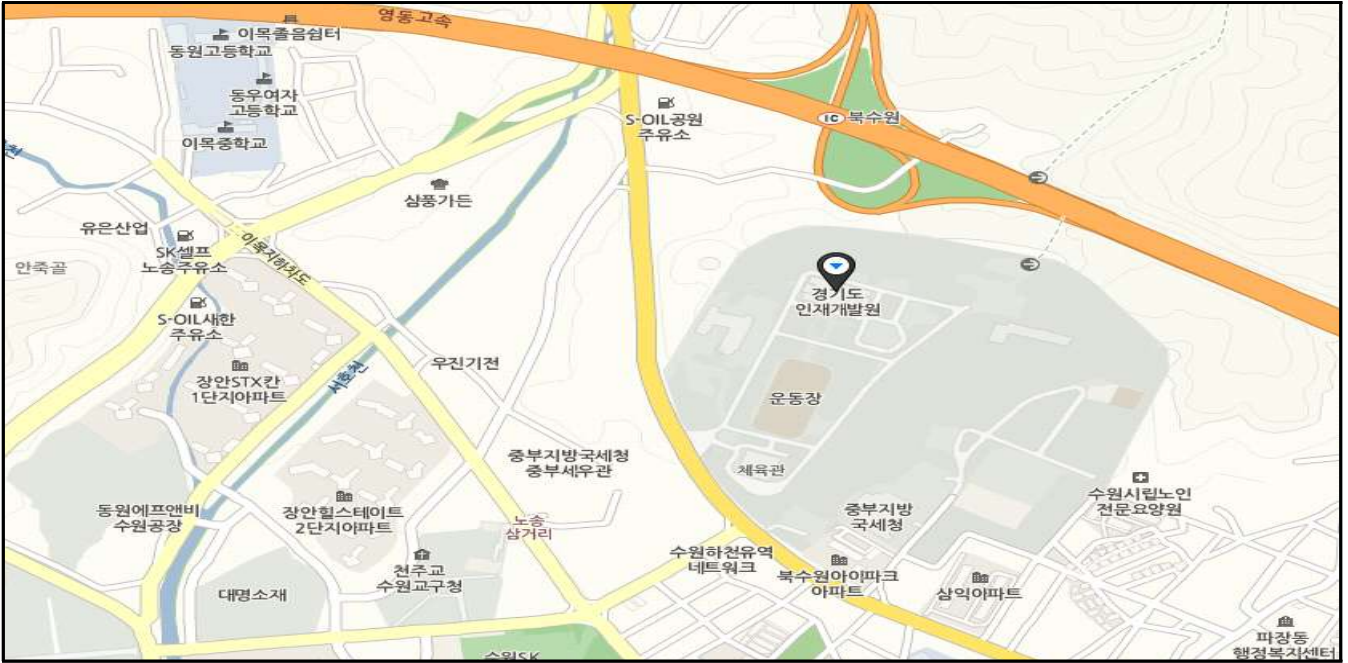 영동고속
이목졸음쉼터
동원고등학교
동우여자
고등학교
이목중학교
S-OIL공원
주유소
IC 북수원
삼풍가든
유은산업
SK셀프
노송주유소
안죽골
이목지하차도
경기도
인재개발원
S-OIL새한
주유소
장안STX칸
1단지아파트
서호천
우진기전
운동장
중부지방국세청
중부세우관
체육관
수원시립노인
전문요양원
동원에프앤비
수원공장
장안힐스테이트
2단지아파트
노송
삼거리
중부지방
국세청
천주교
수원교구청
수원하천유역
네트워크
북수원아이파크
아파트
삼익아파트
대명소재
파장동
행정복지센터
수원SK